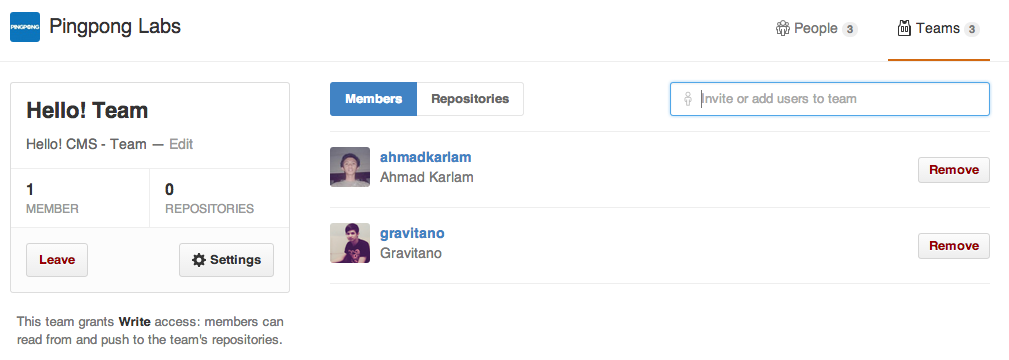 PINGPONG
Pingpong Labs
People 3
Teams 3
Hello! Team
Hello! CMS - Team — Edit
1
MEMBER
0
REPOSITORIES
Leave
Settings
This team grants Write access: members can
read from and push to the team's repositories.
Members
Repositories
Invite or add users to team
ahmadkarlam
Ahmad Karlam
Remove
gravitano
Gravitano
Remove